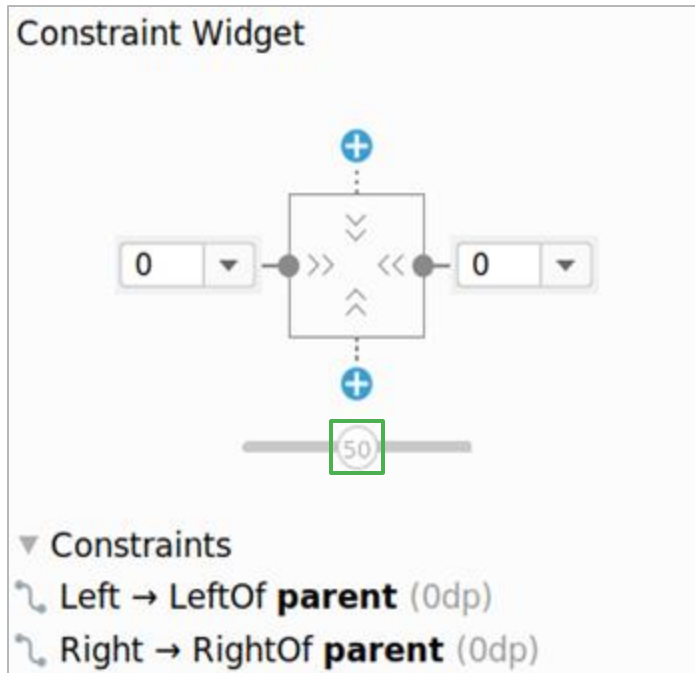 Constraint Widget
0 0
50
Constraints
Left → LeftOf parent (0dp)
Right → RightOf parent (0dp)